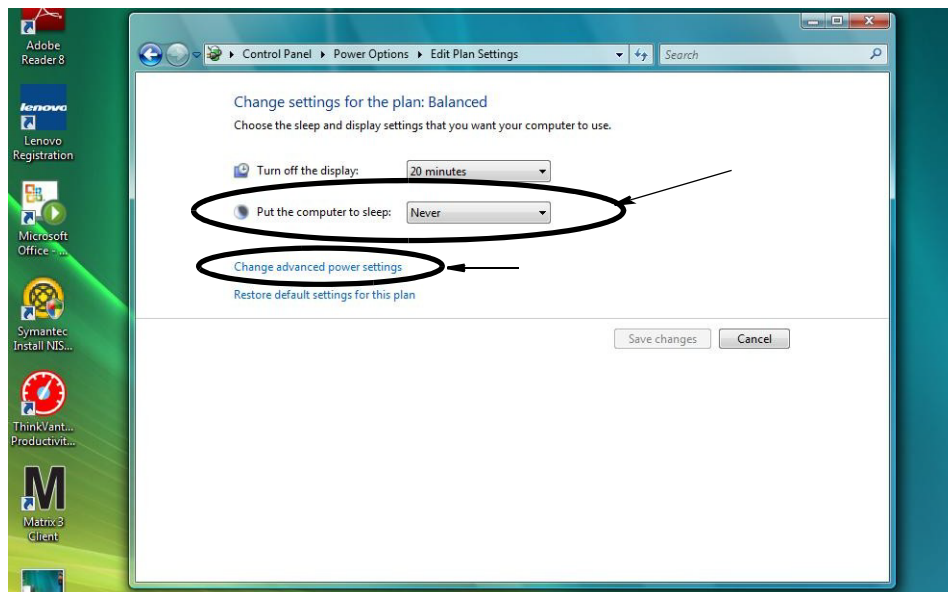 Adobe
Reader 8
lenovo
Lenovo
Registration
Microsoft
Office - ...
Symantec
Install NIS...
ThinkVant...
Productivit...
M
Matrix 3
Client
Control Panel Power Options Edit Plan Settings
Search
Change settings for the plan: Balanced
Choose the sleep and display settings that you want your computer to use.
Turn off the display: 20 minutes
Put the computer to sleep: Never
Change advanced power settings
Restore default settings for this plan
Save changes Cancel